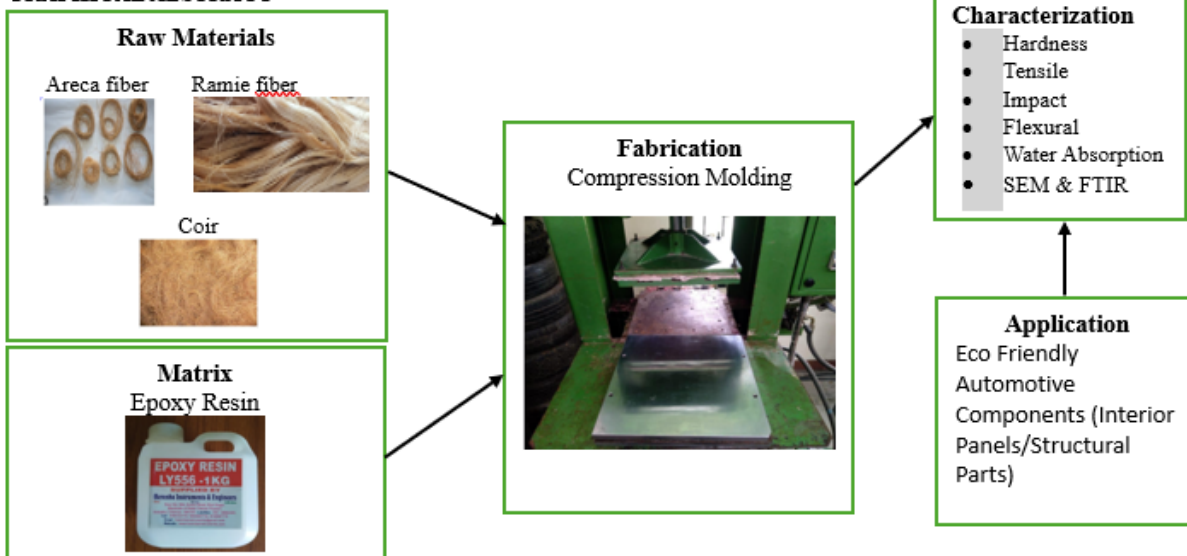 Raw Materials
Areca fiber
Ramie fiber
Coir
Matrix
Epoxy Resin
EPOXY RESIN
LY556 -1KG
Fabrication
Compression Molding
Characterization
• Hardness
• Tensile
• Impact
• Flexural
• Water Absorption
• SEM & FTIR
Application
Eco Friendly
Automotive
Components (Interior
Panels/Structural
Parts)